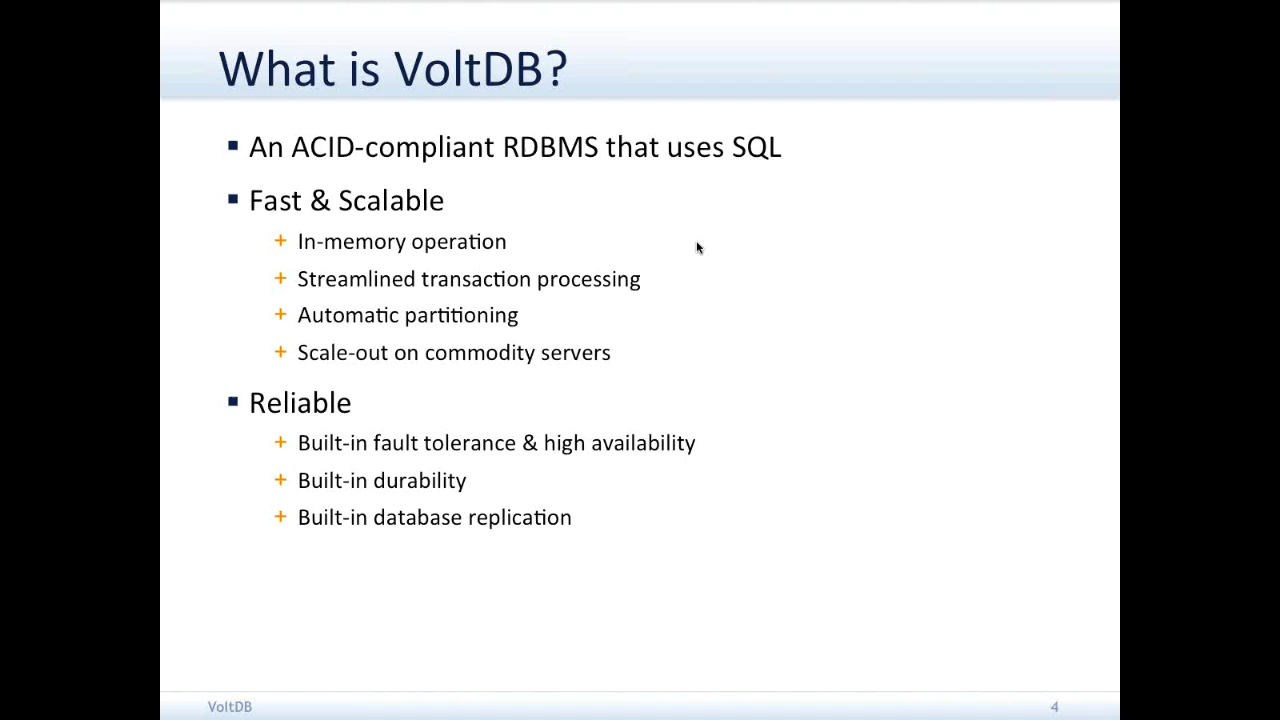 What is VoltDB?
▪ An ACID-compliant RDBMS that uses SQL
▪ Fast & Scalable
+ In-memory operation
+ Streamlined transaction processing
+ Automatic partitioning
+ Scale-out on commodity servers
▪ Reliable
+ Built-in fault tolerance & high availability
+ Built-in durability
+ Built-in database replication
VoltDB
4